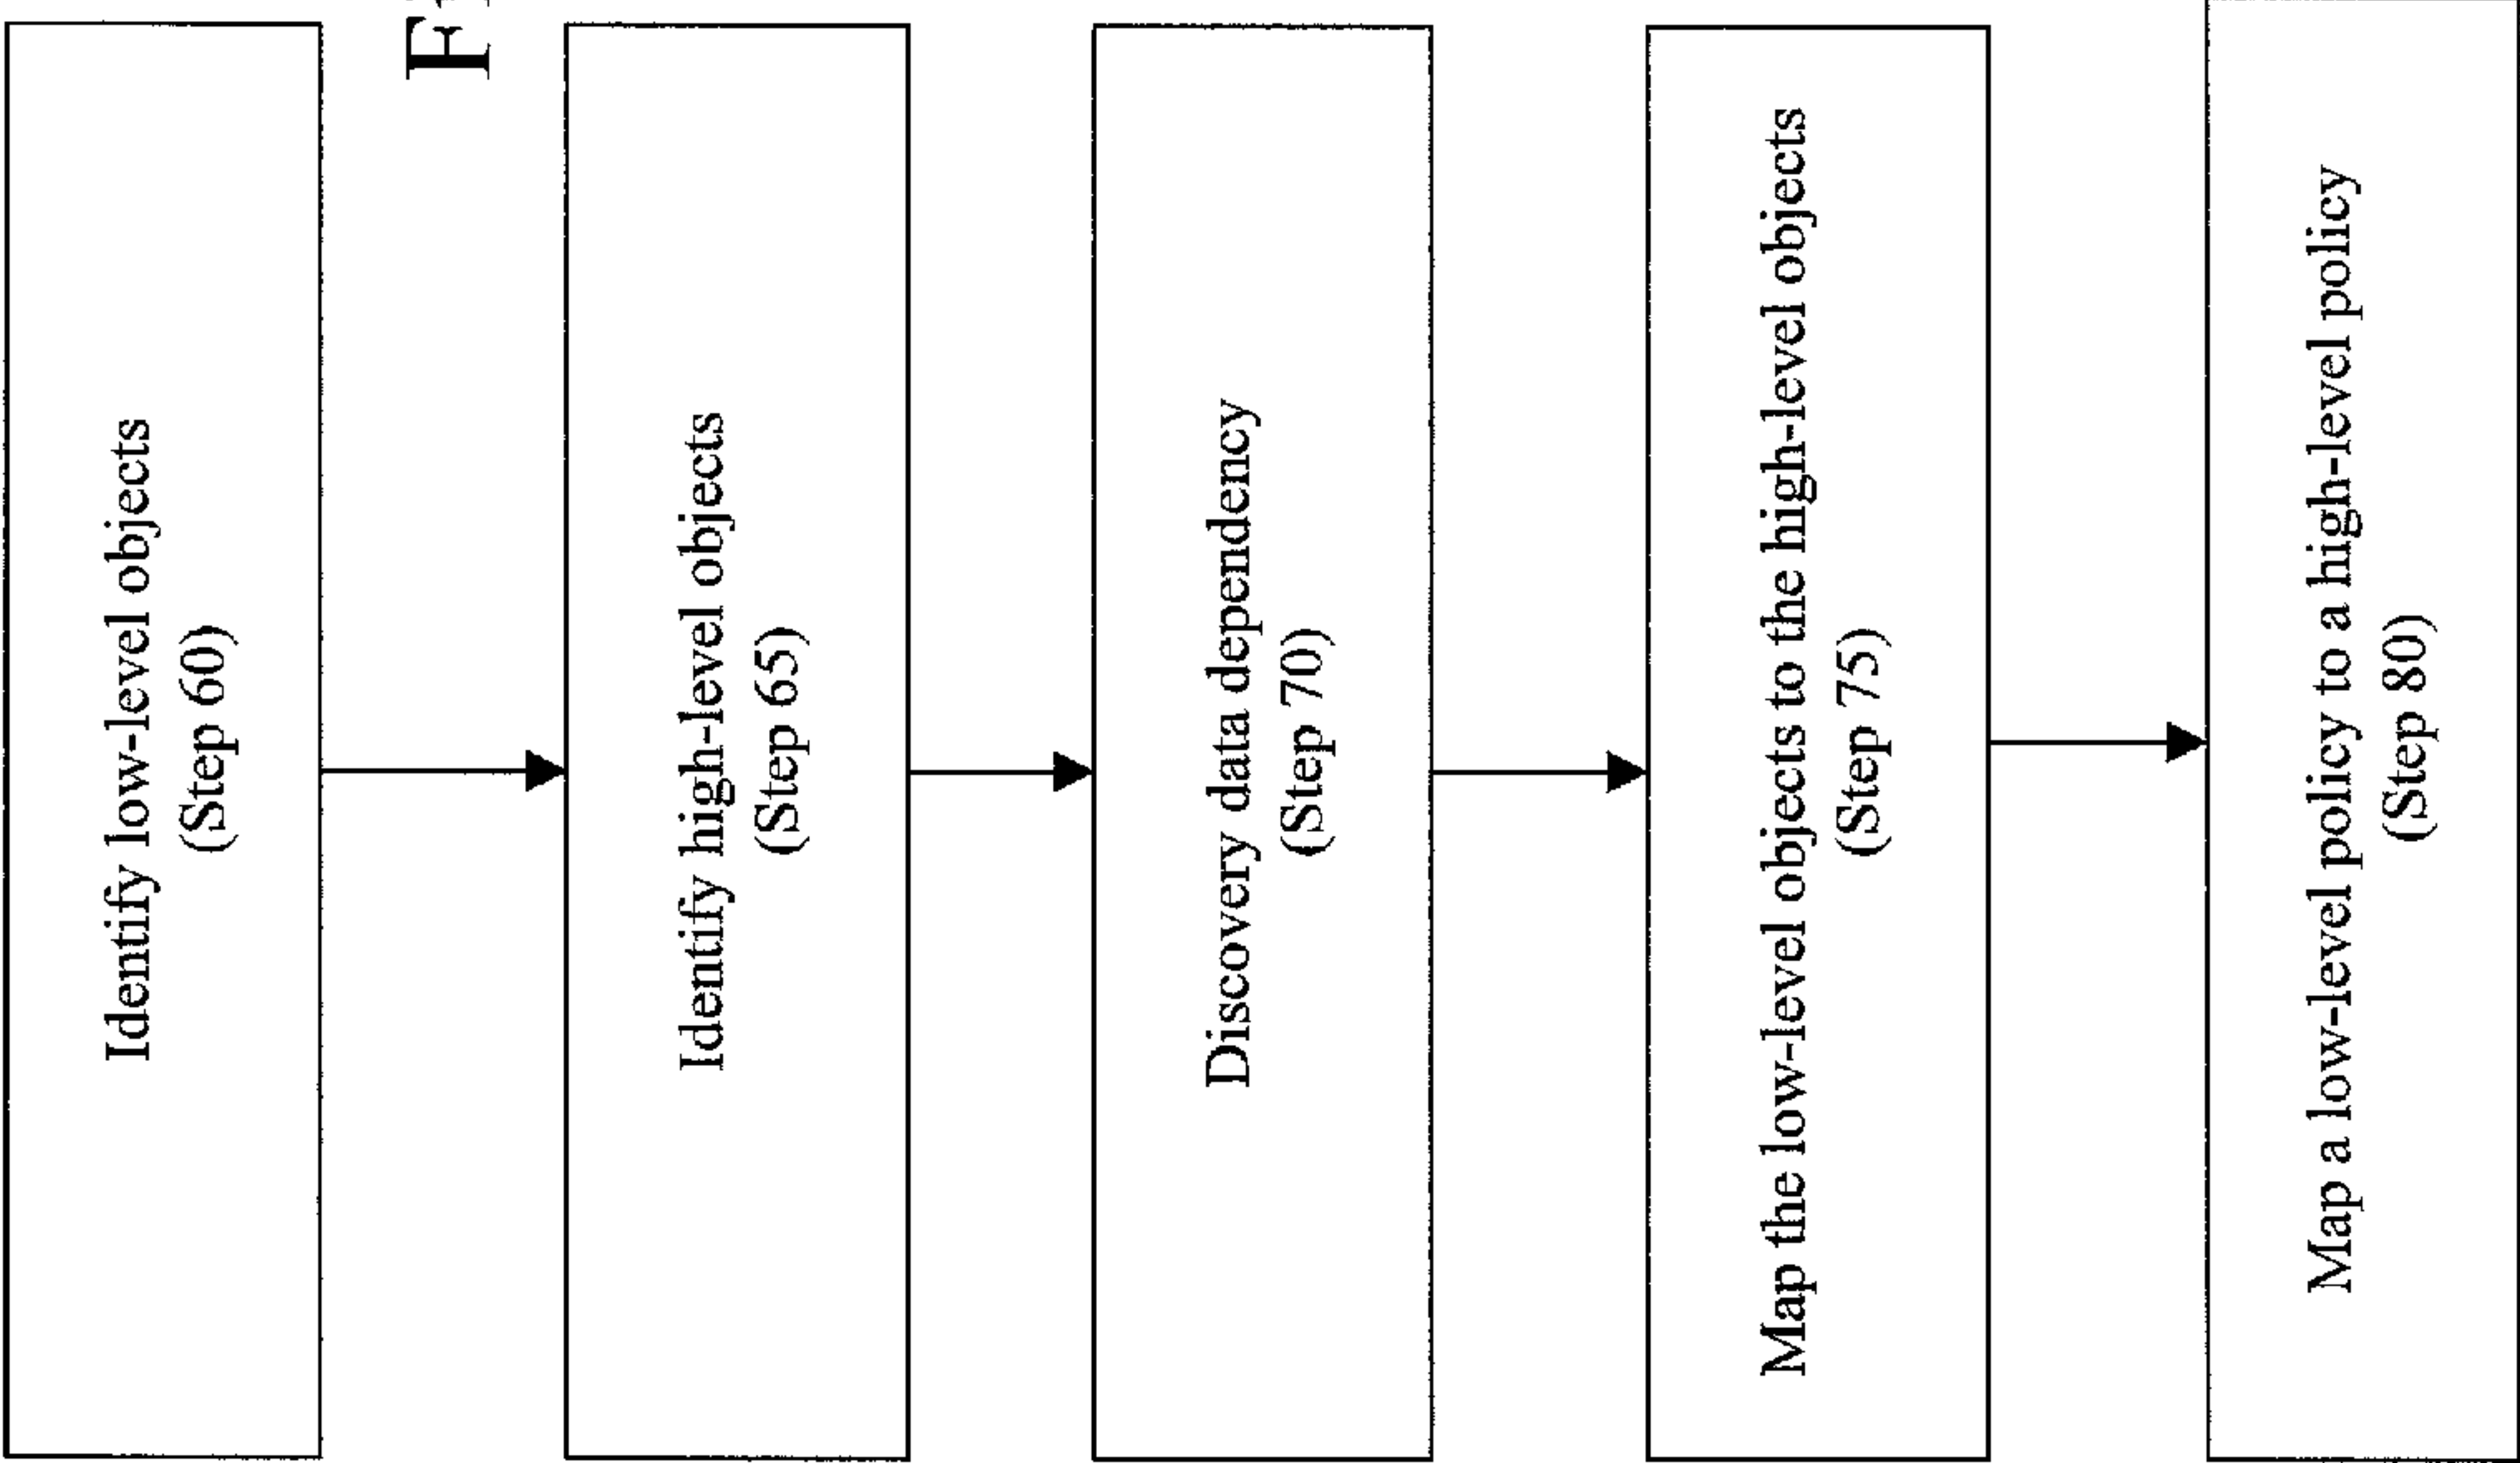 Identify low-level objects
(Step 60)
Identify high-level objects
(Step 65)
Discovery data dependency
(Step 70)
Map the low-level objects to the high-level objects
(Step 75)
Map a low-level policy to a high-level policy
(Step 80)